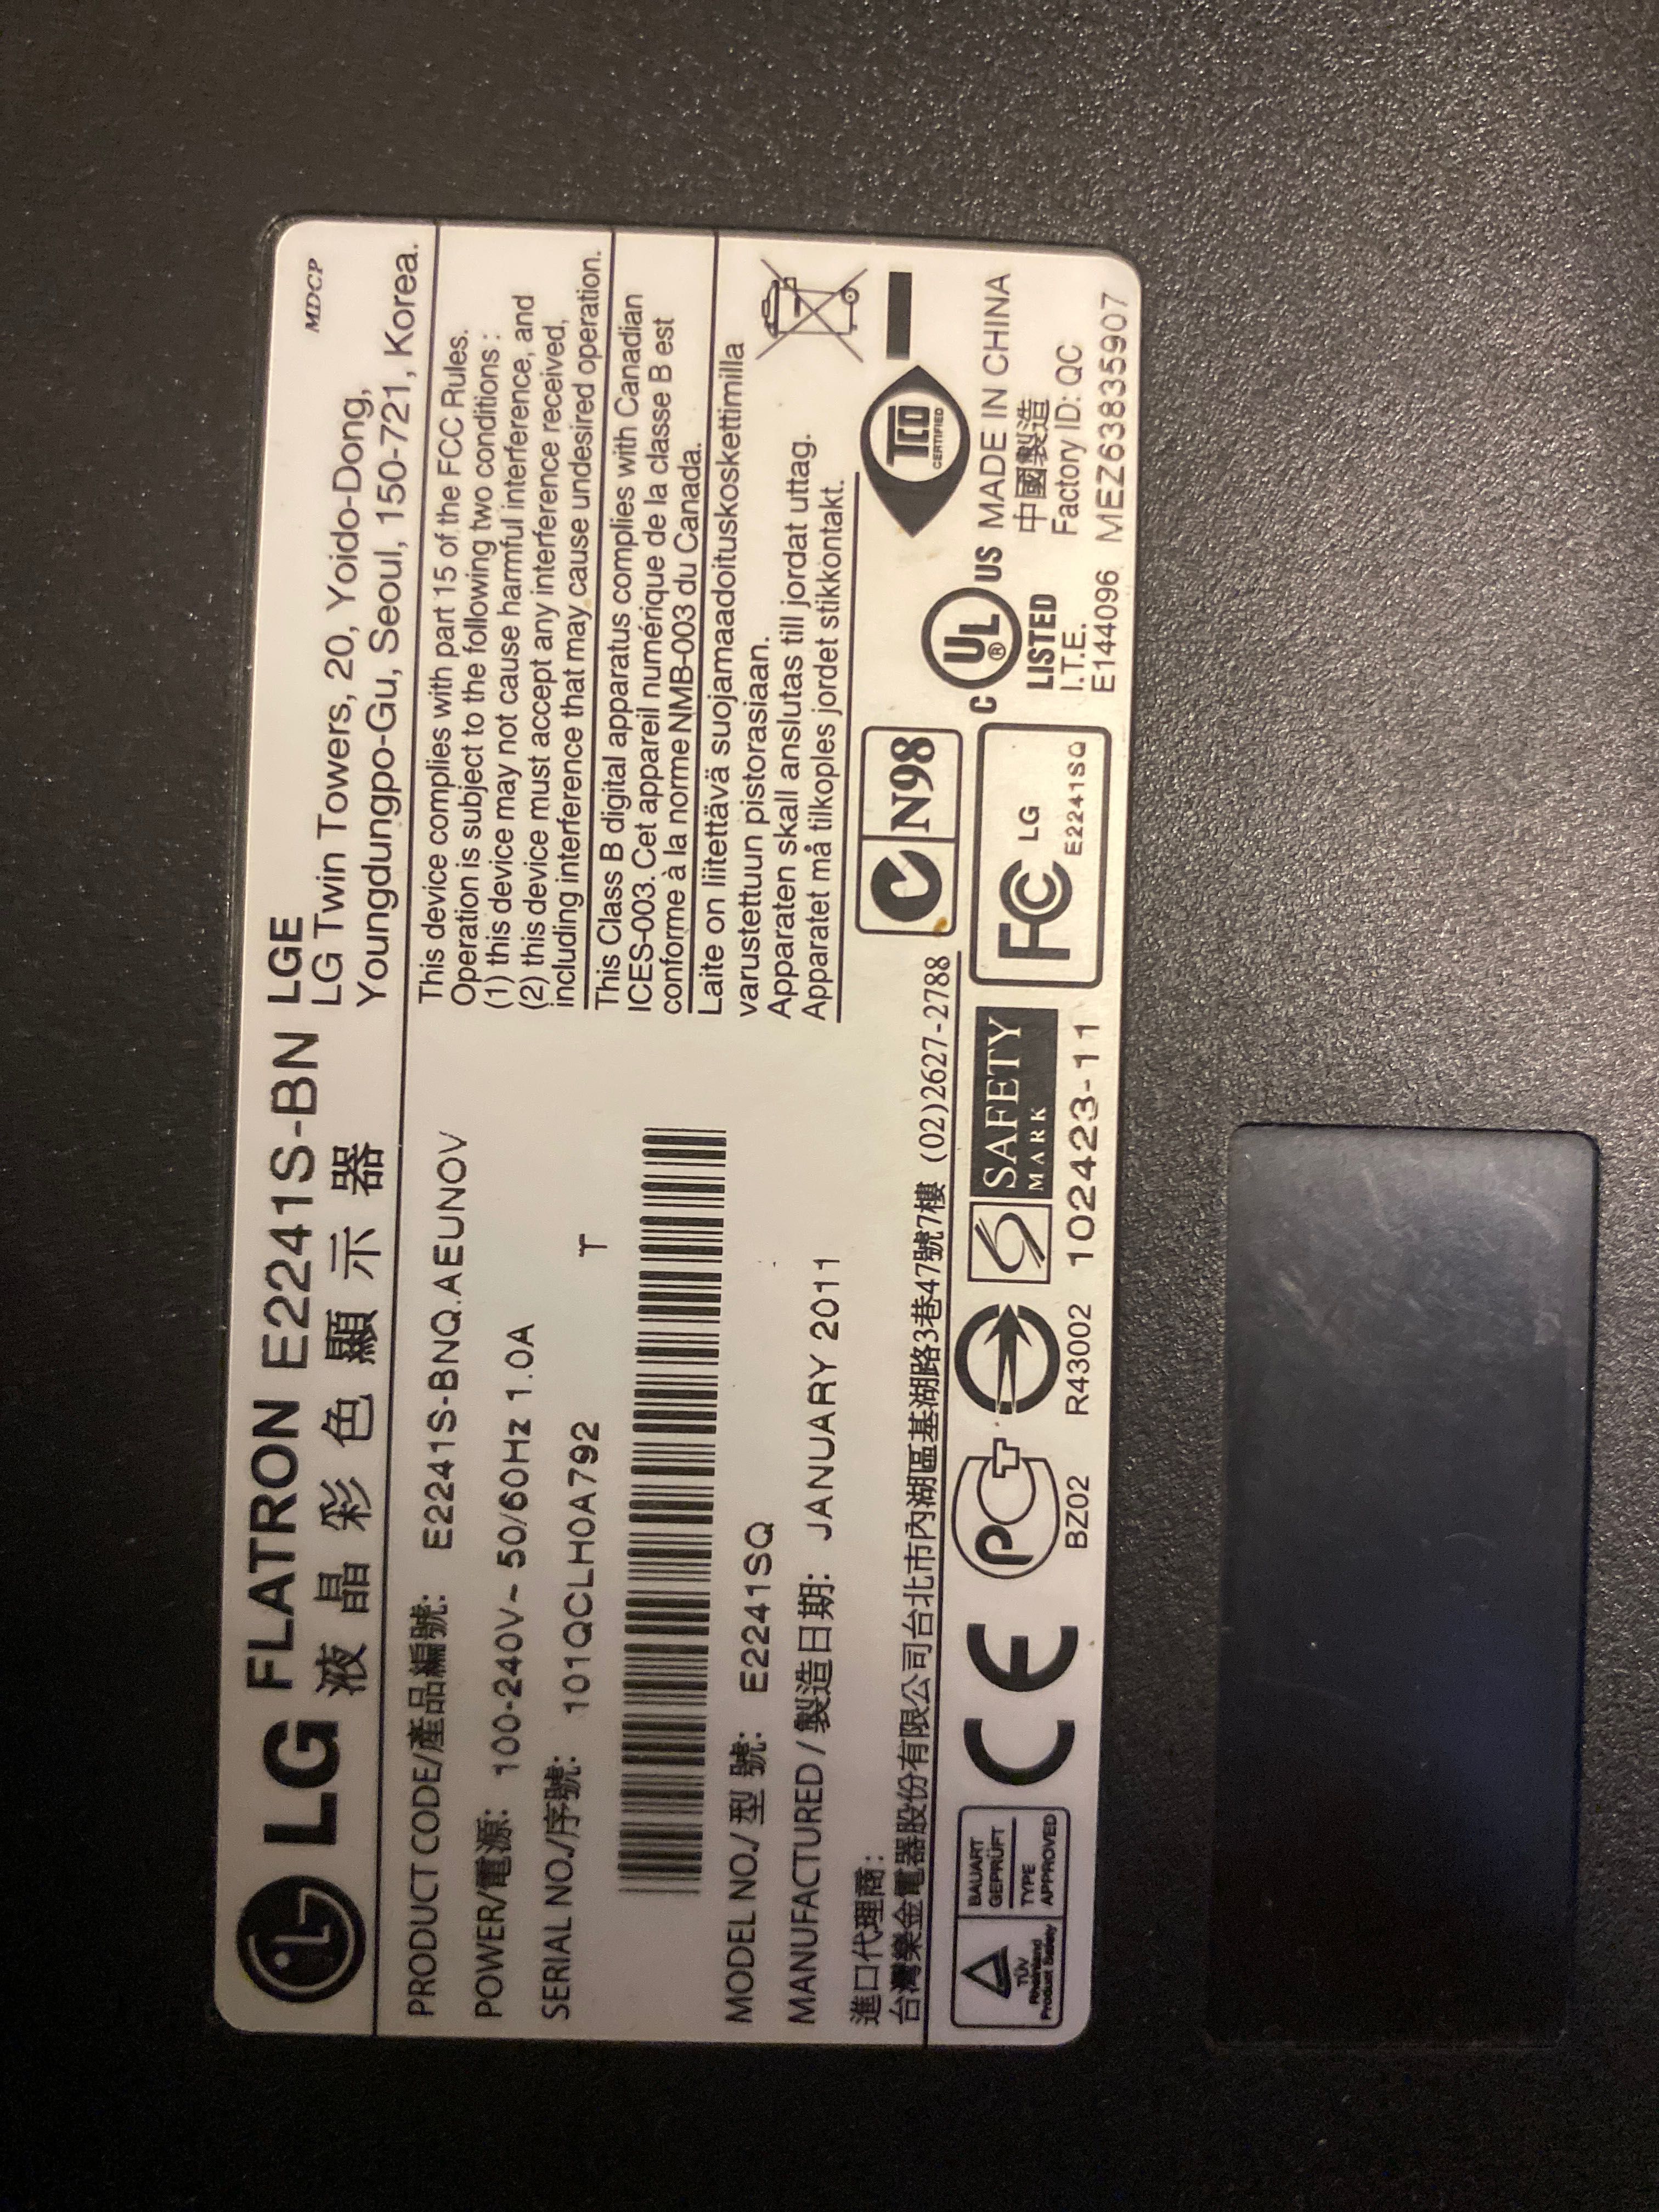 LG FLATRON E2241S-BN
液晶彩色顯示器
LGE
LG Twin Towers, 20, Yoido-Dong,
Youngdungpo-Gu, Seoul, 150-721, Korea.
MDCP
PRODUCT CODE/產品編號: E2241S-BNQ.AEUNOV
POWER/電源: 100-240V~ 50/60Hz 1.0A
SERIAL NO./序號: 101QCLH0A792
T
MODEL NO./型 號: E2241SQ
MANUFACTURED / 製造日期: JANUARY 2011
進口代理商:
台灣樂金電器股份有限公司台北市內湖區基湖路3巷47號7樓 (02)2627-2788
This device complies with part 15 of the FCC Rules.
Operation is subject to the following two conditions :
(1) this device may not cause harmful interference, and
(2) this device must accept any interference received,
including interference that may cause undesired operation.
This Class B digital apparatus complies with Canadian
ICES-003. Cet appareil numérique de la classe B est
conforme à la norme NMB-003 du Canada.
Laite on liitettävä suojamaadoituskoskettimilla
varustettuun pistorasiaan.
Apparaten skall anslutas till jordat uttag.
Apparatet må tilkoples jordet stikkontakt.
TÜV
Rheinland
Product Safety
BAUART
GEPRÜFT
TYPE
APPROVED
CE
PCT
BZ02
R43002
SAFETY
MARK
102423-11
N98
FC LG
E2241SQ
C UL® US
LISTED
I.T.E.
E144096
TCO
CERTIFIED
MADE IN CHINA
中國製造
Factory ID: QC
MEZ63835907